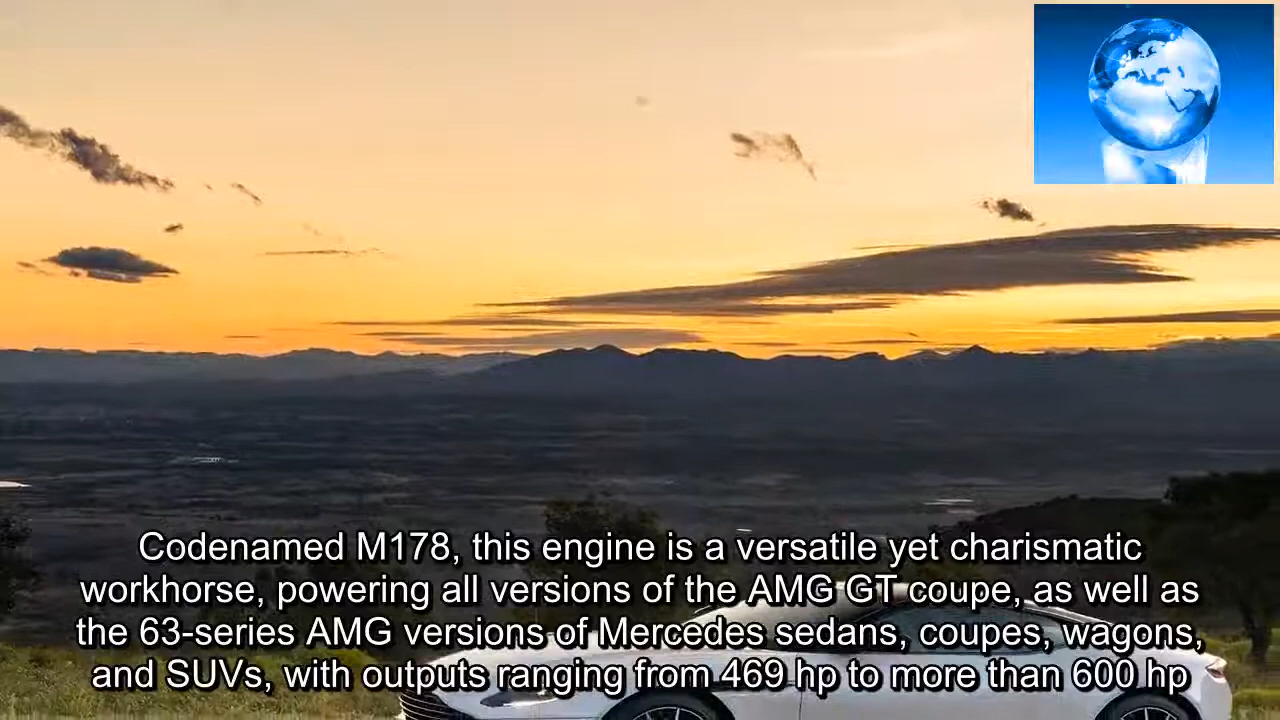 Codenamed M178, this engine is a versatile yet charismatic
workhorse, powering all versions of the AMG GT coupe, as well as
the 63-series AMG versions of Mercedes sedans, coupes, wagons,
and SUVs, with outputs ranging from 469 hp to more than 600 hp